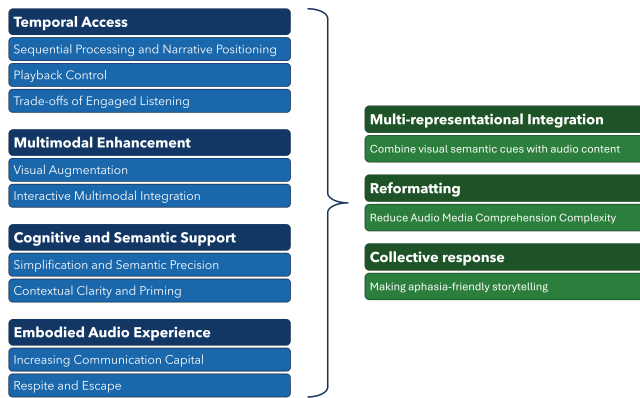 Temporal Access
Sequential Processing and Narrative Positioning
Playback Control
Trade-offs of Engaged Listening
Multimodal Enhancement
Visual Augmentation
Interactive Multimodal Integration
Cognitive and Semantic Support
Simplification and Semantic Precision
Contextual Clarity and Priming
Embodied Audio Experience
Increasing Communication Capital
Respite and Escape
Multi-representational Integration
Combine visual semantic cues with audio content
Reformatting
Reduce Audio Media Comprehension Complexity
Collective response
Making aphasia-friendly storytelling